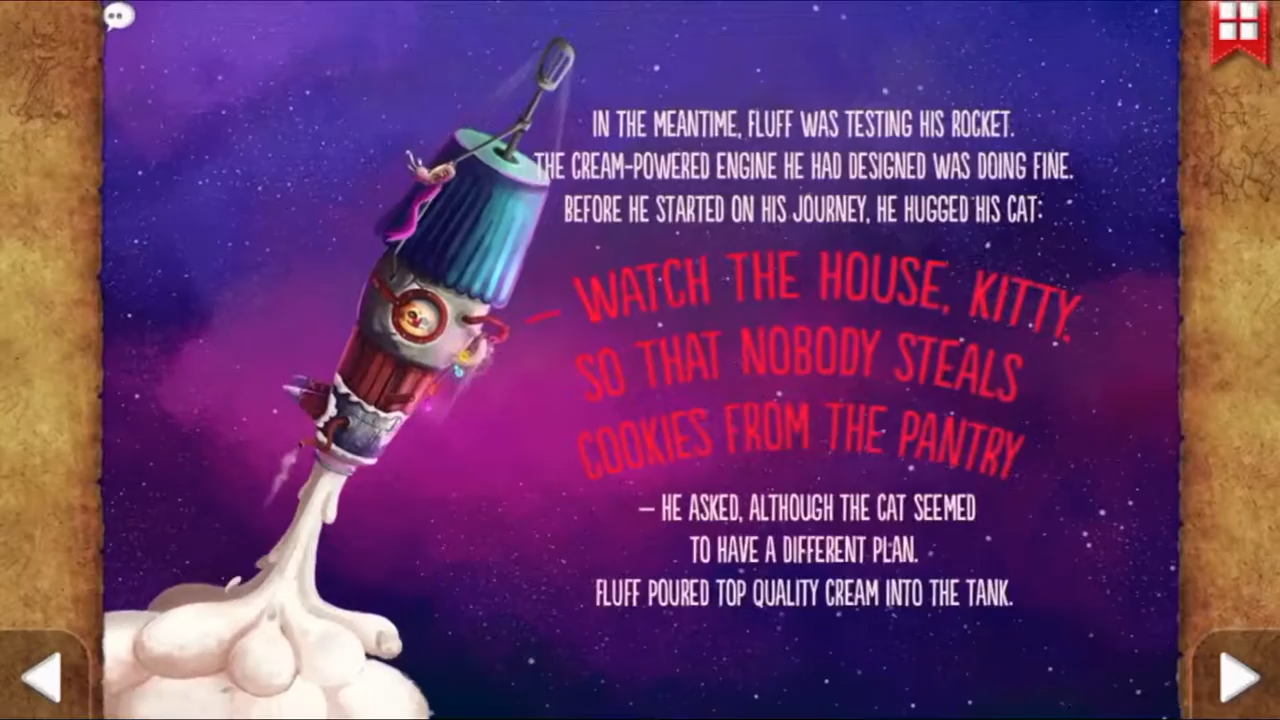 IN THE MEANTIME, FLUFF WAS TESTING HIS ROCKET.
THE CREAM-POWERED ENGINE HE HAD DESIGNED WAS DOING FINE.
BEFORE HE STARTED ON HIS JOURNEY, HE HUGGED HIS CAT:
– WATCH THE HOUSE, KITTY,
SO THAT NOBODY STEALS
COOKIES FROM THE PANTRY
– HE ASKED, ALTHOUGH THE CAT SEEMED
TO HAVE A DIFFERENT PLAN.
FLUFF POURED TOP QUALITY CREAM INTO THE TANK.